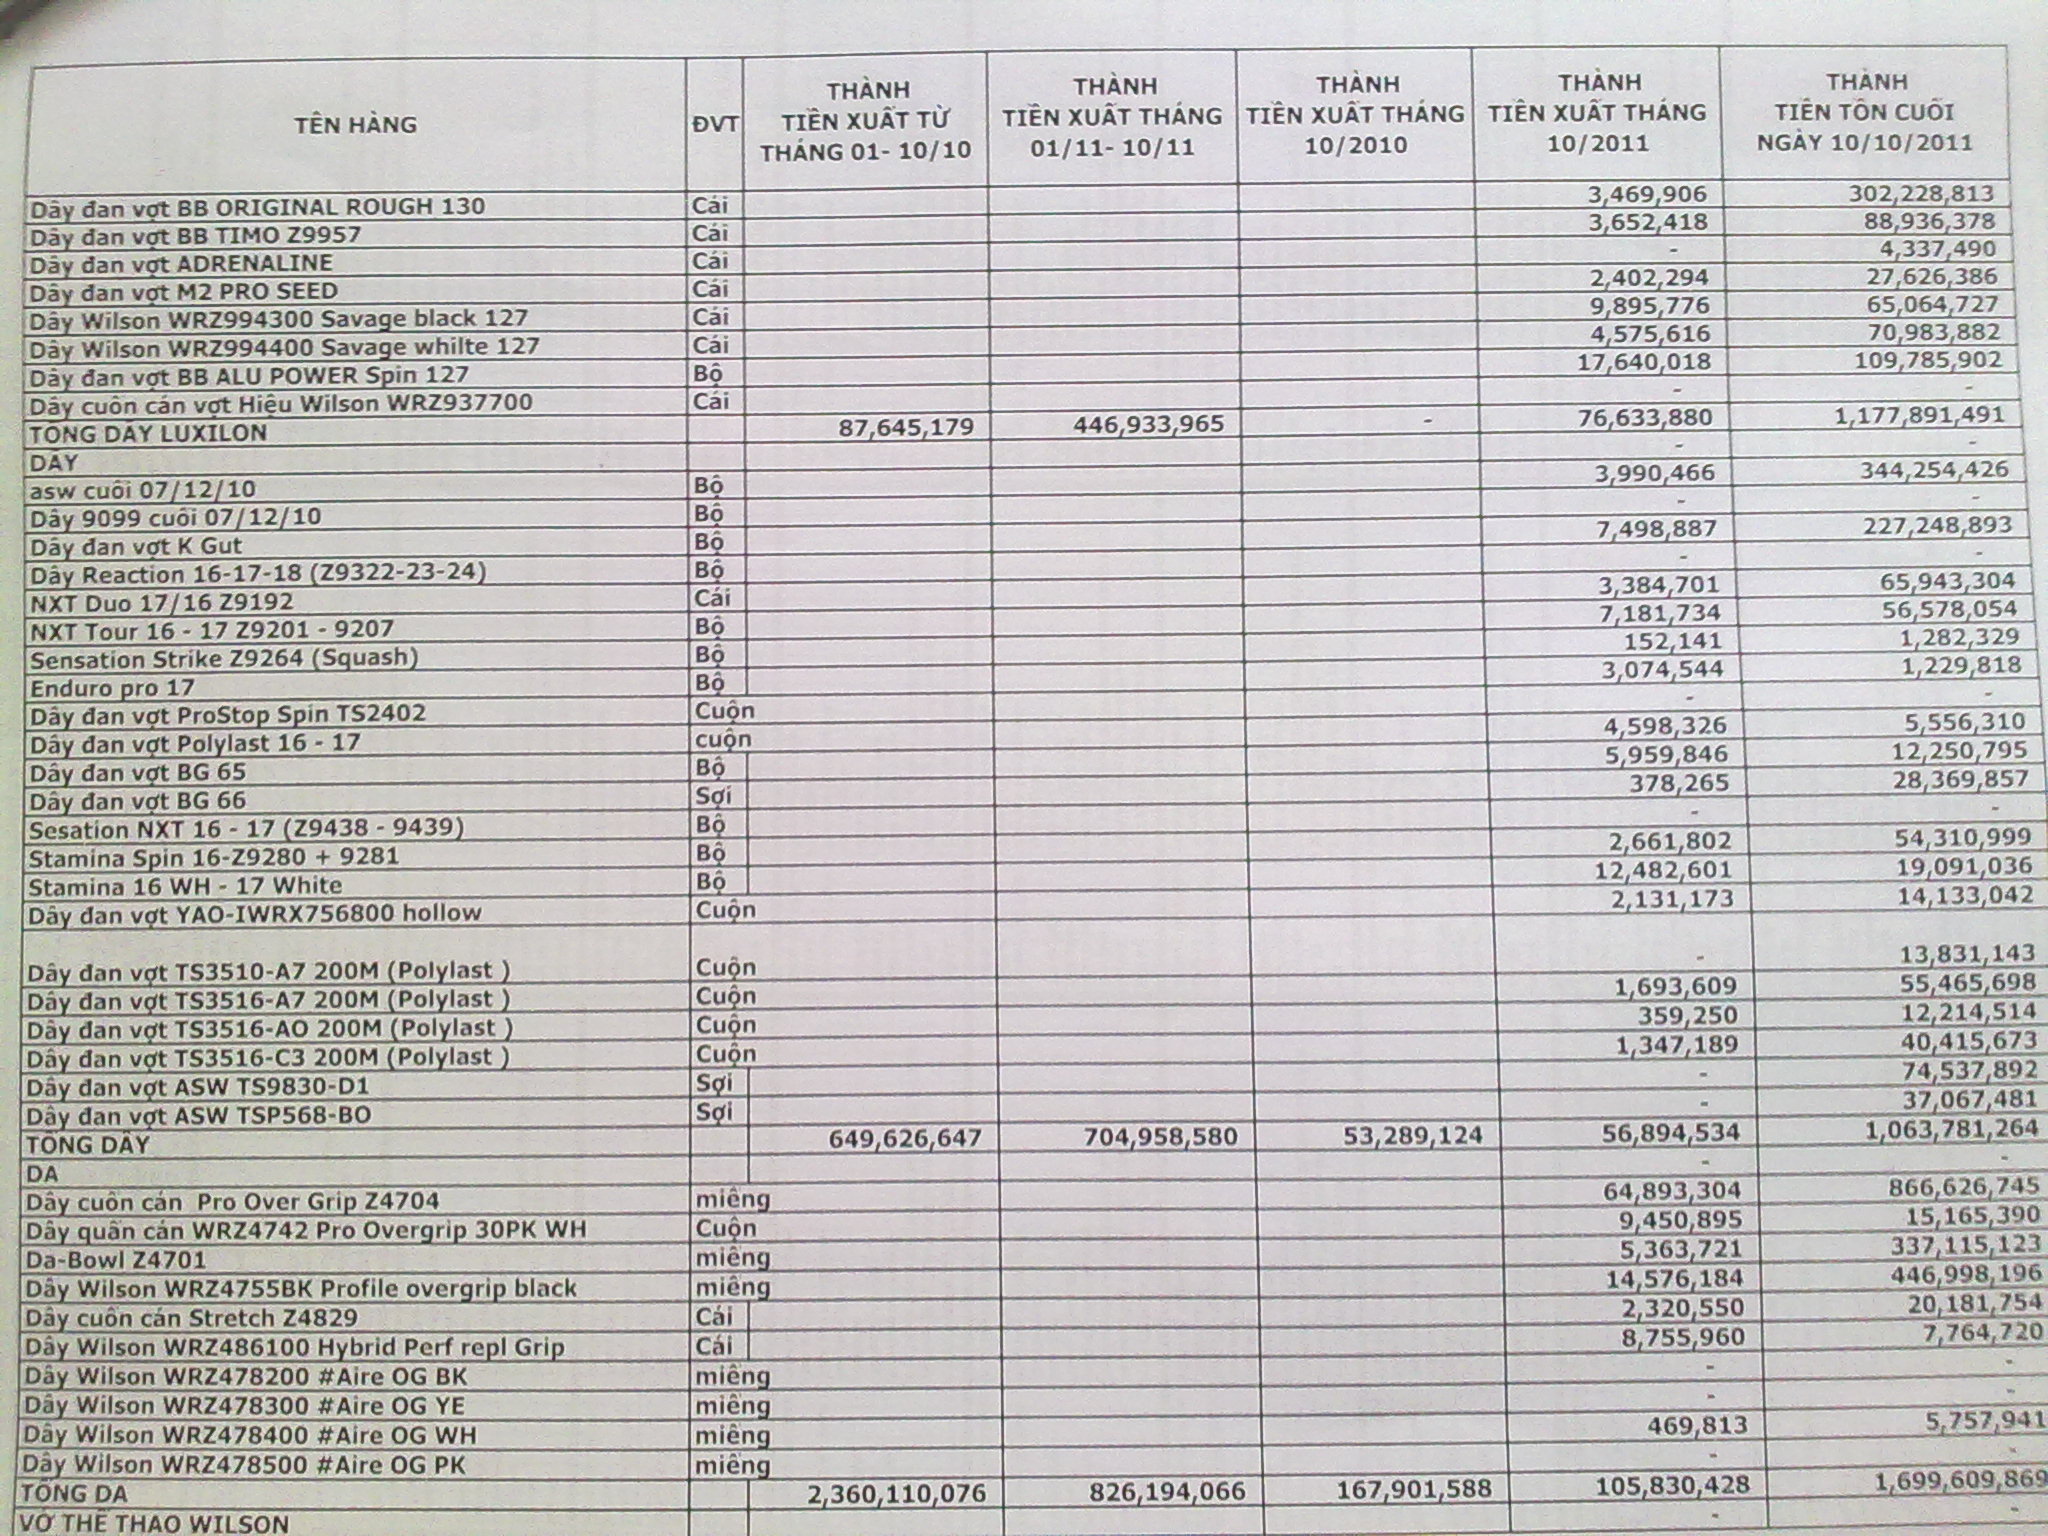 TÊN HÀNG ĐVT THÀNH TIỀN XUẤT TỪ THÁNG 01- 10/10 THÀNH TIỀN XUẤT THÁNG 01/11- 10/11 THÀNH TIỀN XUẤT THÁNG 10/2010 THÀNH TIỀN XUẤT THÁNG 10/2011 THÀNH TIỀN TỒN CUỐI NGÀY 10/10/2011
Dây đan vợt BB ORIGINAL ROUGH 130 Cái 3,469,906 302,228,813
Dây đan vợt BB TIMO Z9957 Cái 3,652,418 88,936,378
Dây đan vợt ADRENALINE Cái - 4,337,490
Dây đan vợt M2 PRO SEED Cái 2,402,294 27,626,386
Dây Wilson WRZ994300 Savage black 127 Cái 9,895,776 65,064,727
Dây Wilson WRZ994400 Savage whilte 127 Cái 4,575,616 70,983,882
Dây đan vợt BB ALU POWER Spin 127 Bộ 17,640,018 109,785,902
Dây cuốn cán vợt Hiệu Wilson WRZ937700 Cái - -
TỔNG DÂY LUXILON 87,645,179 446,933,965 - 76,633,880 1,177,891,491
DÂY - -
asw cuối 07/12/10 Bộ 3,990,466 344,254,426
Dây 9099 cuối 07/12/10 Bộ - -
Dây đan vợt K Gut Bộ 7,498,887 227,248,893
Dây Reaction 16-17-18 (Z9322-23-24) Bộ - -
NXT Duo 17/16 Z9192 Cái 3,384,701 65,943,304
NXT Tour 16 - 17 Z9201 - 9207 Bộ 7,181,734 56,578,054
Sensation Strike Z9264 (Squash) Bộ 152,141 1,282,329
Enduro pro 17 Bộ 3,074,544 1,229,818
Dây đan vợt ProStop Spin TS2402 Cuộn - -
Dây đan vợt Polylast 16 - 17 cuộn 4,598,326 5,556,310
Dây đan vợt BG 65 Bộ 5,959,846 12,250,795
Dây đan vợt BG 66 Sợi 378,265 28,369,857
Sesation NXT 16 - 17 (Z9438 - 9439) Bộ - -
Stamina Spin 16-Z9280 + 9281 Bộ 2,661,802 54,310,999
Stamina 16 WH - 17 White Bộ 12,482,601 19,091,036
Dây đan vợt YAO-IWRX756800 hollow Cuộn 2,131,173 14,133,042
Dây đan vợt TS3510-A7 200M (Polylast ) Cuộn - 13,831,143
Dây đan vợt TS3516-A7 200M (Polylast ) Cuộn 1,693,609 55,465,698
Dây đan vợt TS3516-AO 200M (Polylast ) Cuộn 359,250 12,214,514
Dây đan vợt TS3516-C3 200M (Polylast ) Cuộn 1,347,189 40,415,673
Dây đan vợt ASW TS9830-D1 Sợi - 74,537,892
Dây đan vợt ASW TSP568-BO Sợi - 37,067,481
TỔNG DÂY 649,626,647 704,958,580 53,289,124 56,894,534 1,063,781,264
DA - -
Dây cuốn cán Pro Over Grip Z4704 miếng 64,893,304 866,626,745
Dây quấn cán WRZ4742 Pro Overgrip 30PK WH Cuộn 9,450,895 15,165,390
Da-Bowl Z4701 miếng 5,363,721 337,115,123
Dây Wilson WRZ4755BK Profile overgrip black miếng 14,576,184 446,998,196
Dây cuốn cán Stretch Z4829 Cái 2,320,550 20,181,754
Dây Wilson WRZ486100 Hybrid Perf repl Grip Cái 8,755,960 7,764,720
Dây Wilson WRZ478200 #Aire OG BK miếng - -
Dây Wilson WRZ478300 #Aire OG YE miếng - -
Dây Wilson WRZ478400 #Aire OG WH miếng 469,813 5,757,941
Dây Wilson WRZ478500 #Aire OG PK miếng - -
TỔNG DA 2,360,110,076 826,194,066 167,901,588 105,830,428 1,699,609,869
VỚ THỂ THAO WILSON - -